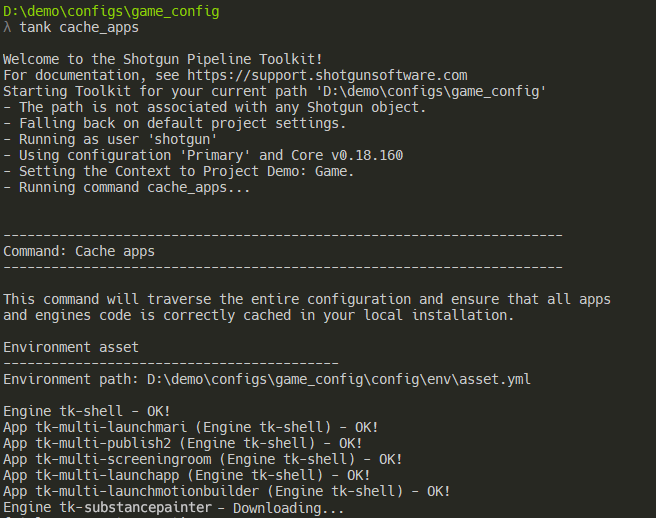 D:\demo\configs\game_config
λ tank cache_apps
Welcome to the Shotgun Pipeline Toolkit!
For documentation, see https://support.shotgunsoftware.com
Starting Toolkit for your current path 'D:\demo\configs\game_config'
- The path is not associated with any Shotgun object.
- Falling back on default project settings.
- Running as user 'shotgun'
- Using configuration 'Primary' and Core v0.18.160
- Setting the Context to Project Demo: Game.
- Running command cache_apps...
----------------------------------------------------------------------
Command: Cache apps
----------------------------------------------------------------------
This command will traverse the entire configuration and ensure that all apps
and engines code is correctly cached in your local installation.
Environment asset
------------------------------------------
Environment path: D:\demo\configs\game_config\config\env\asset.yml
Engine tk-shell - OK!
App tk-multi-launchmari (Engine tk-shell) - OK!
App tk-multi-publish2 (Engine tk-shell) - OK!
App tk-multi-screeningroom (Engine tk-shell) - OK!
App tk-multi-launchapp (Engine tk-shell) - OK!
App tk-multi-launchmotionbuilder (Engine tk-shell) - OK!
Engine tk-substancepainter - Downloading...